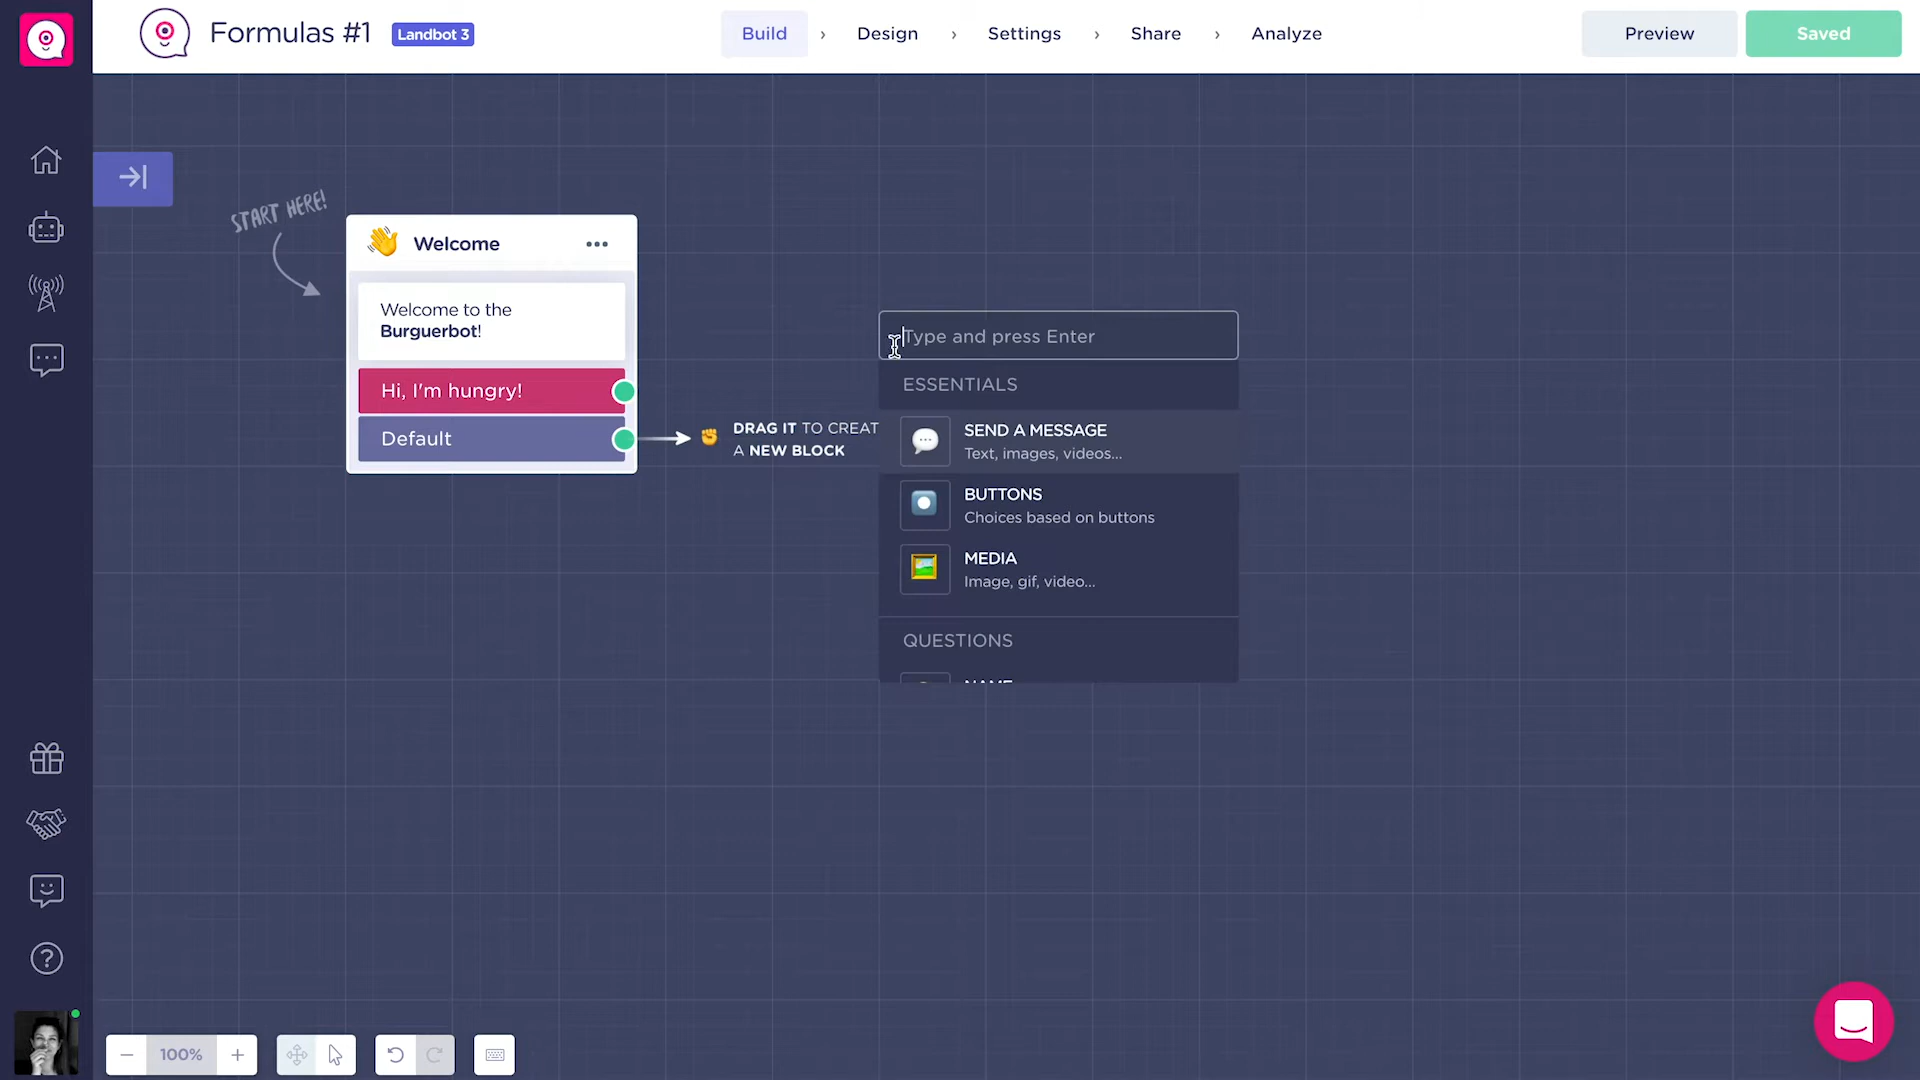 Formulas #1
Landbot 3
Build
Design
Settings
Share
Analyze
Preview
Saved
START HERE!
Welcome
Welcome to the
Burguerbot!
Hi, I'm hungry!
Default
DRAG IT TO CREAT
A NEW BLOCK
Type and press Enter
ESSENTIALS
SEND A MESSAGE
Text, images, videos...
BUTTONS
Choices based on buttons
MEDIA
Image, gif, video...
QUESTIONS
NAME
100%